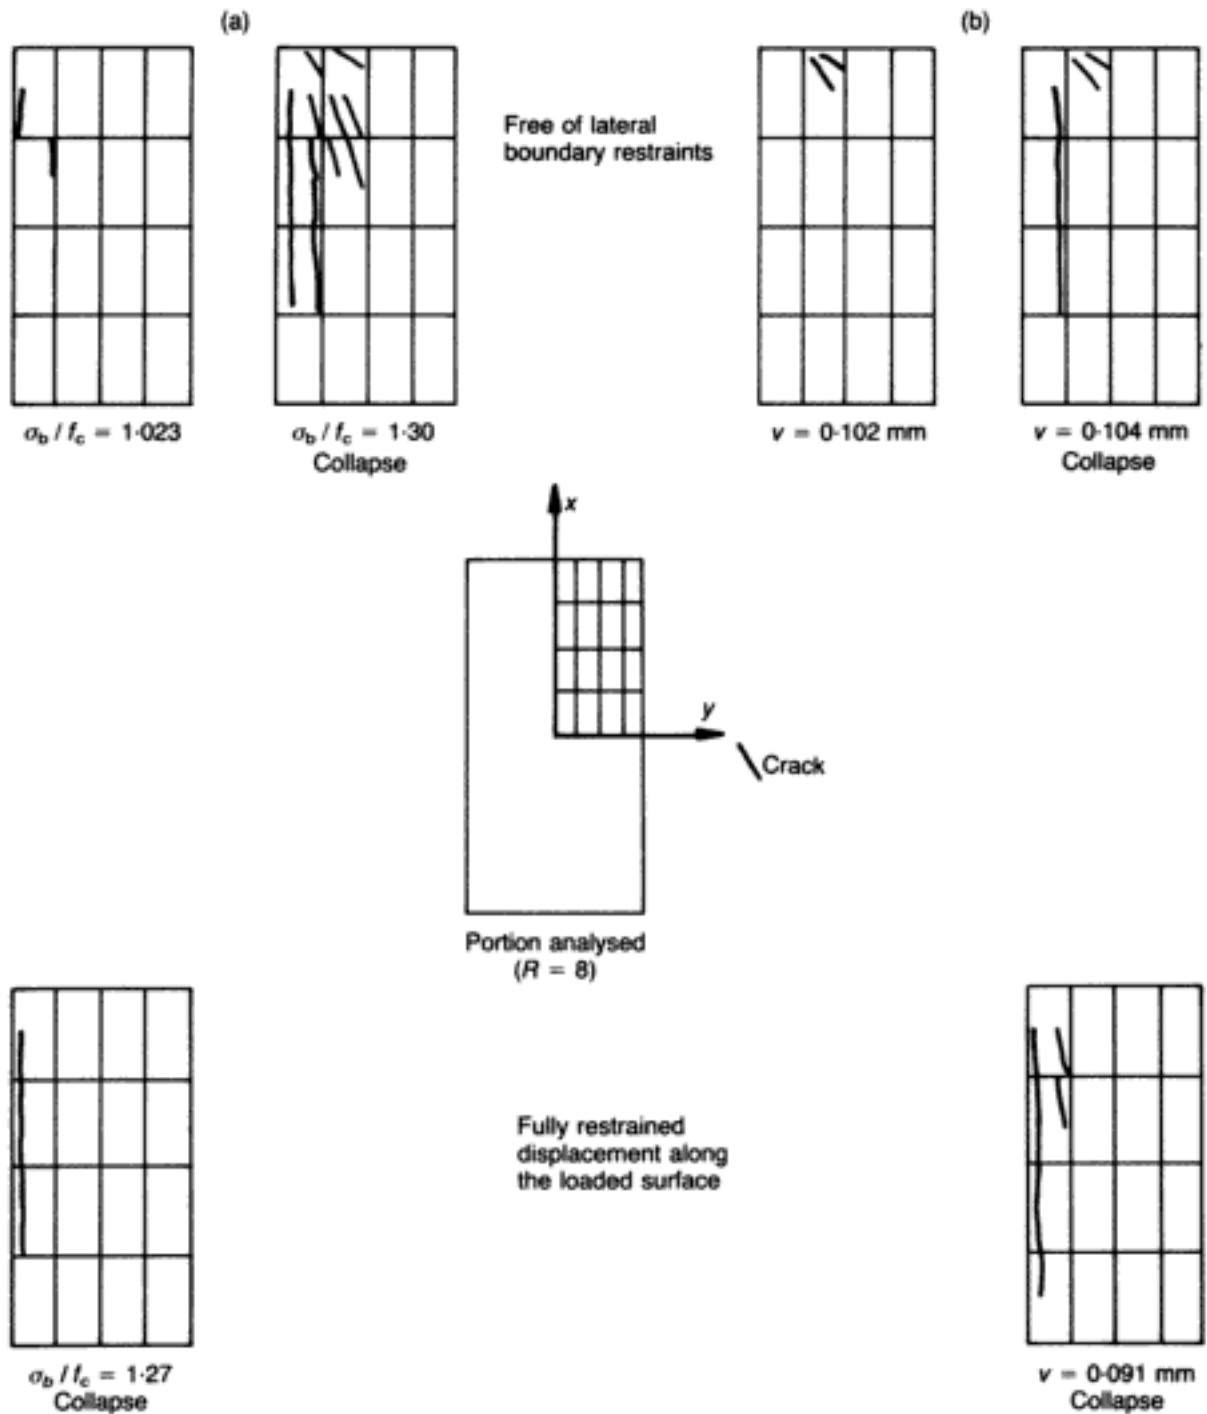 (a)
(b)
Free of lateral
boundary restraints
σb / fc = 1·023
σb / fc = 1·30
Collapse
v = 0·102 mm
v = 0·104 mm
Collapse
x
y
Crack
Portion analysed
(R = 8)
Fully restrained
displacement along
the loaded surface
σb / fc = 1·27
Collapse
v = 0·091 mm
Collapse